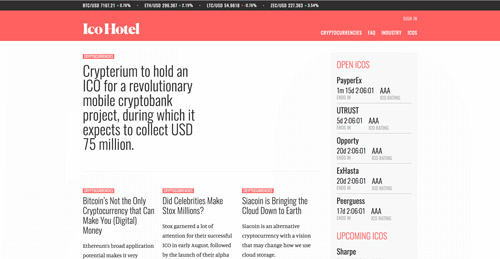 BTC/USD 7167.21 - 0.16% • ETH/USD 296.367 - 2.19% • LTC/USD 54.6618 - 0.76% • ZEC/USD 227.383 - 3.54%
SIGN IN
Ico Hotel
CRYPTOCURRENCIES FAQ INDUSTRY ICOS
CRYPTOCURRENCIES
Crypterium to hold an
ICO for a revolutionary
mobile cryptobank
project, during which it
expects to collect USD
75 million.
CRYPTOCURRENCIES
Bitcoin's Not the Only
Cryptocurrency that Can
Make You (Digital)
Money
Ethereum's broad application
potential makes it very
CRYPTOCURRENCIES
Did Celebrities Make
Stox Millions?
Stox garnered a lot of
attention for their successful
ICO in early August, followed
by the launch of their alpha
CRYPTOCURRENCIES
Siacoin is Bringing the
Cloud Down to Earth
Siacoin is an alternative
cryptocurrency with a vision
that may change how we use
cloud storage.
OPEN ICOS
PayperEx
1m 15d 2:06:01 AAA
ENDS IN ICO RATING
UTRUST
5d 2:06:01 AAA
ENDS IN ICO RATING
Opporty
20d 2:06:01 AAA
ENDS IN ICO RATING
ExHasta
20d 2:06:01 AAA
ENDS IN ICO RATING
Peerguess
17d 2:06:01 AAA
ENDS IN ICO RATING
UPCOMING ICOS
Sharpe